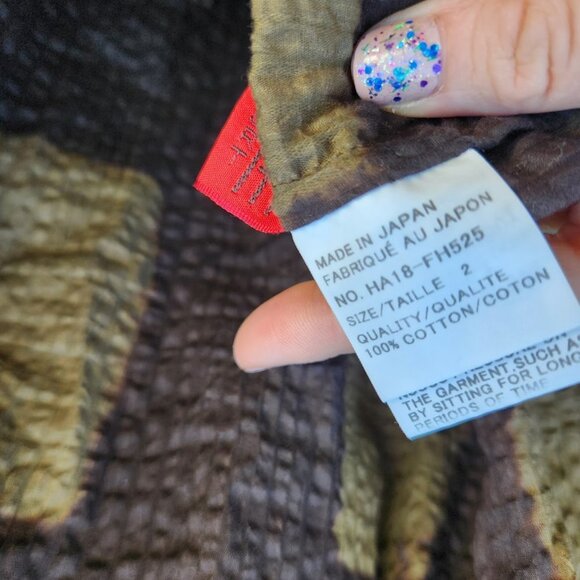 MADE IN JAPAN
FABRIQUÉ AU JAPON
NO. HA18-FH525
SIZE/TAILLE 2
QUALITY/QUALITE
100% COTTON/COTON
THE GARMENT,SUCH AS
BY SITTING FOR LONG
PERIODS OF TIME